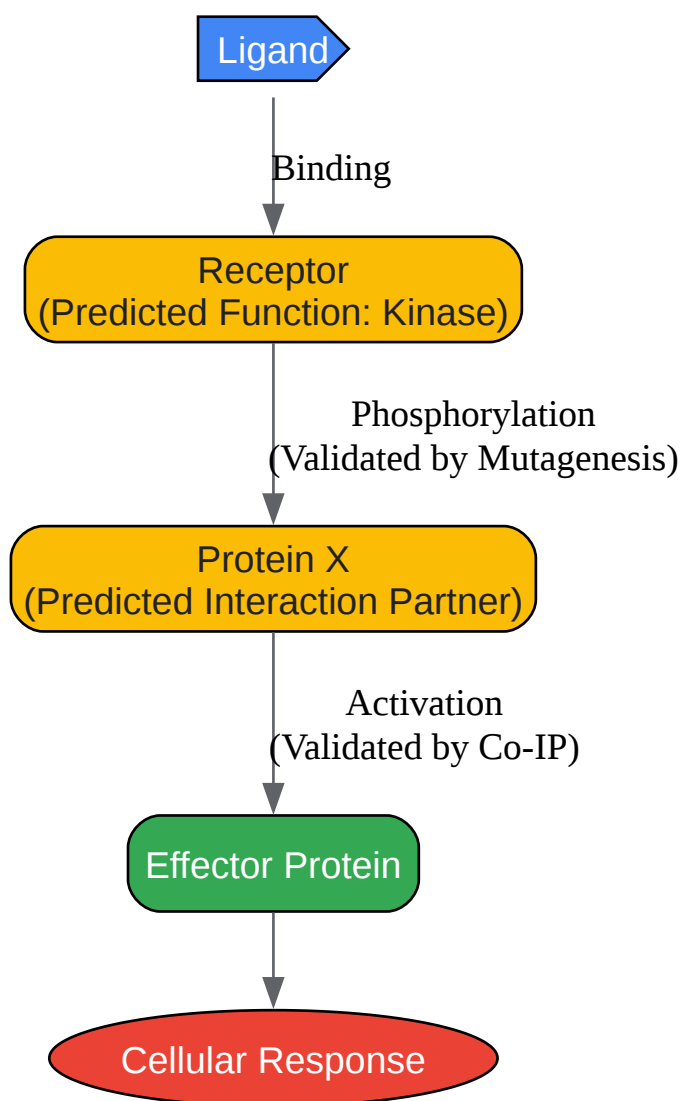 Ligand
Binding
Receptor
(Predicted Function: Kinase)
Phosphorylation
(Validated by Mutagenesis)
Protein X
(Predicted Interaction Partner)
Activation
(Validated by Co-IP)
Effector Protein
Cellular Response